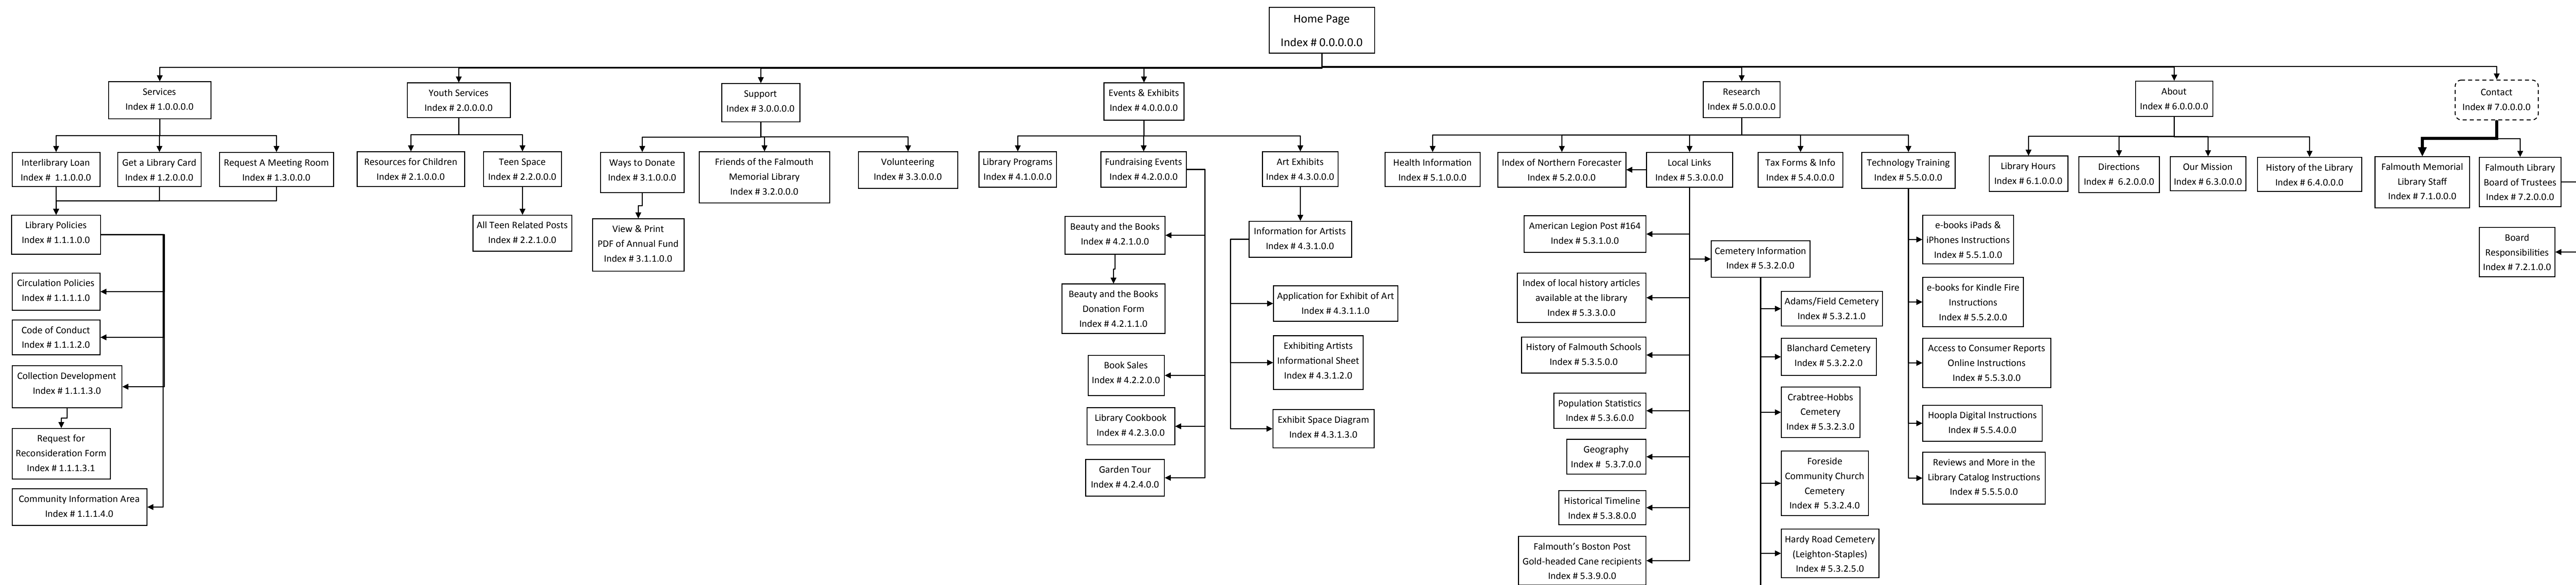 Home Page
Index # 0.0.0.0.0
Services
Index # 1.0.0.0.0
Youth Services
Index # 2.0.0.0.0
Support
Index # 3.0.0.0.0
Events & Exhibits
Index # 4.0.0.0.0
Research
Index # 5.0.0.0.0
About
Index # 6.0.0.0.0
Contact
Index # 7.0.0.0.0
Interlibrary Loan
Index #  1.1.0.0.0
Get a Library Card
Index # 1.2.0.0.0
Request A Meeting Room
Index # 1.3.0.0.0
Library Policies
Index # 1.1.1.0.0
Circulation Policies
Index # 1.1.1.1.0
Code of Conduct
Index # 1.1.1.2.0
Collection Development
Index # 1.1.1.3.0
Request for
Reconsideration Form
Index # 1.1.1.3.1
Community Information Area
Index # 1.1.1.4.0
Resources for Children
Index # 2.1.0.0.0
Teen Space
Index # 2.2.0.0.0
All Teen Related Posts
Index # 2.2.1.0.0
Ways to Donate
Index # 3.1.0.0.0
Friends of the Falmouth
Memorial Library
Index # 3.2.0.0.0
Volunteering
Index # 3.3.0.0.0
View & Print
PDF of Annual Fund
Index # 3.1.1.0.0
Library Programs
Index # 4.1.0.0.0
Fundraising Events
Index # 4.2.0.0.0
Art Exhibits
Index # 4.3.0.0.0
Beauty and the Books
Index # 4.2.1.0.0
Beauty and the Books
Donation Form
Index # 4.2.1.1.0
Book Sales
Index # 4.2.2.0.0
Library Cookbook
Index # 4.2.3.0.0
Garden Tour
Index # 4.2.4.0.0
Information for Artists
Index # 4.3.1.0.0
Application for Exhibit of Art
Index # 4.3.1.1.0
Exhibiting Artists
Informational Sheet
Index # 4.3.1.2.0
Exhibit Space Diagram
Index # 4.3.1.3.0
Health Information
Index # 5.1.0.0.0
Index of Northern Forecaster
Index # 5.2.0.0.0
Local Links
Index # 5.3.0.0.0
Tax Forms & Info
Index # 5.4.0.0.0
Technology Training
Index # 5.5.0.0.0
American Legion Post #164
Index # 5.3.1.0.0
Cemetery Information
Index # 5.3.2.0.0
Index of local history articles
available at the library
Index # 5.3.3.0.0
History of Falmouth Schools
Index # 5.3.5.0.0
Population Statistics
Index # 5.3.6.0.0
Geography
Index #  5.3.7.0.0
Historical Timeline
Index # 5.3.8.0.0
Falmouth's Boston Post
Gold-headed Cane recipients
Index # 5.3.9.0.0
Adams/Field Cemetery
Index # 5.3.2.1.0
Blanchard Cemetery
Index # 5.3.2.2.0
Crabtree-Hobbs
Cemetery
Index # 5.3.2.3.0
Foreside
Community Church
Cemetery
Index #  5.3.2.4.0
Hardy Road Cemetery
(Leighton-Staples)
Index # 5.3.2.5.0
e-books iPads &
iPhones Instructions
Index # 5.5.1.0.0
e-books for Kindle Fire
Instructions
Index # 5.5.2.0.0
Access to Consumer Reports
Online Instructions
Index # 5.5.3.0.0
Hoopla Digital Instructions
Index # 5.5.4.0.0
Reviews and More in the
Library Catalog Instructions
Index # 5.5.5.0.0
Library Hours
Index # 6.1.0.0.0
Directions
Index #  6.2.0.0.0
Our Mission
Index # 6.3.0.0.0
History of the Library
Index # 6.4.0.0.0
Falmouth Memorial
Library Staff
Index # 7.1.0.0.0
Falmouth Library
Board of Trustees
Index # 7.2.0.0.0
Board
Responsibilities
Index # 7.2.1.0.0